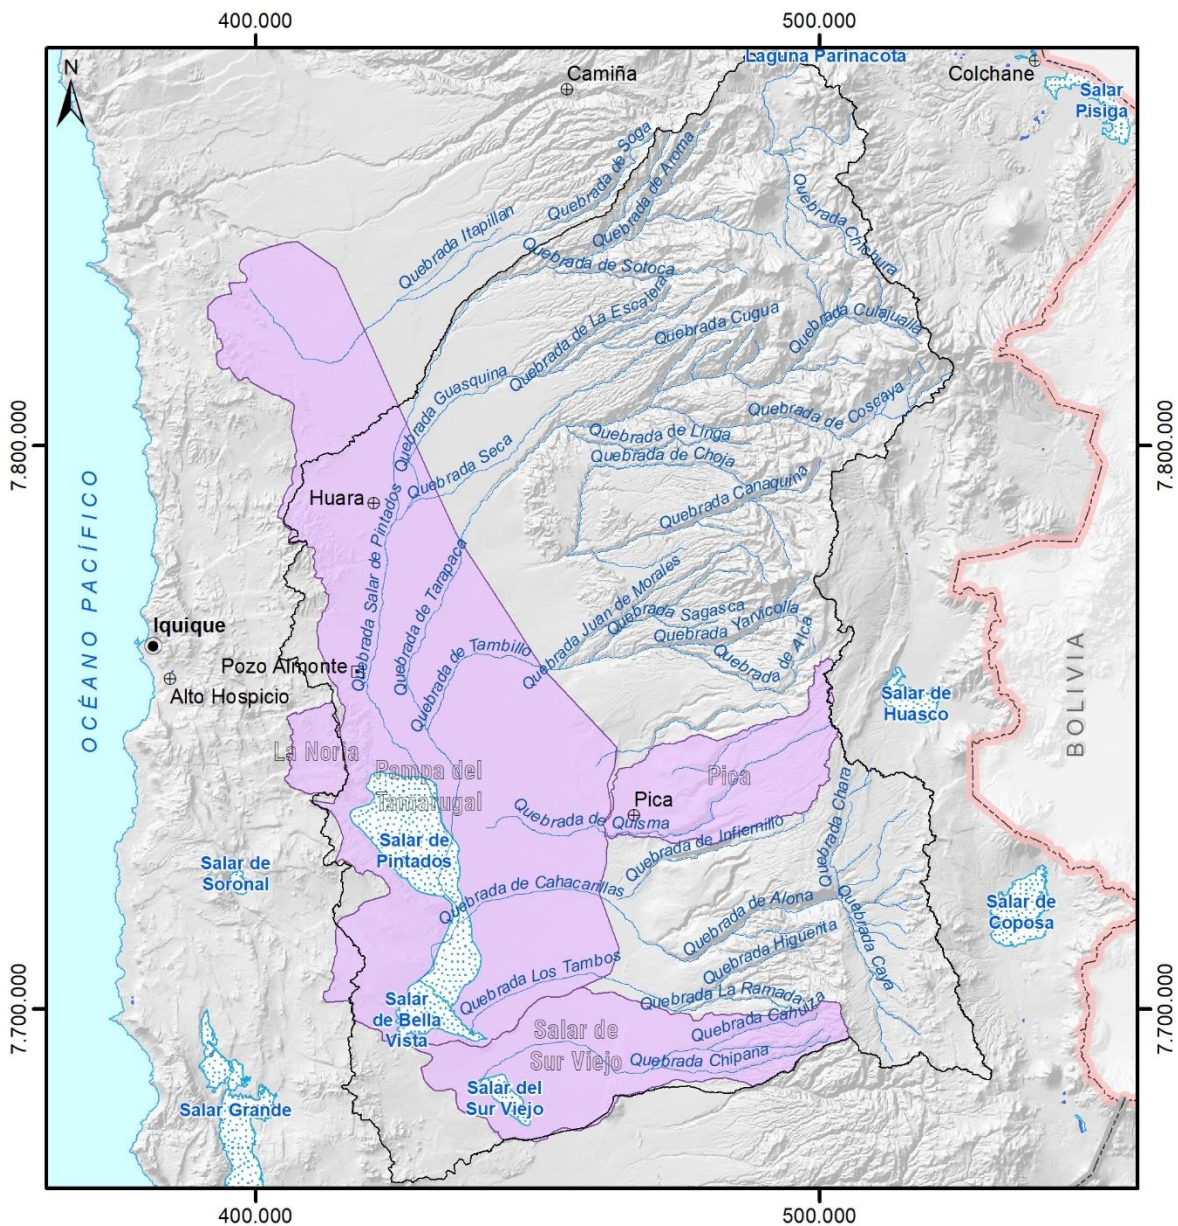 400.000
500.000
N
Camiña
Laguna Parinacota
Colchane
Salar
Pisiga
Quebrada de Soga
Quebrada de Aroma
Quebrada Itapillan
Quebrada Chichura
Quebrada de Sotoca
Quebrada de La Escalera
Quebrada Cugua
Quebrada Culajualla
Quebrada Guasquina
Quebrada de Coscaya
7.800.000
7.800.000
Quebrada Seca
Quebrada de Linga
Quebrada de Choja
Quebrada Canaquina
Huara
Quebrada Salar de Pintados
Quebrada de Tarapaca
OCÉANO PACÍFICO
Quebrada Juan de Morales
Quebrada Sagasca
Quebrada Yarvicolla
Quebrada de Alca
Iquique
Quebrada de Tambillo
Pozo Almonte
Alto Hospicio
BOLIVIA
Salar de
Huasco
La Noria
Pampa del
Tamarugal
Pica
Pica
Quebrada de Quisma
Quebrada de Infiernillo
Quebrada Chara
Salar de
Pintados
Salar de
Soronal
Quebrada de Cahacarillas
Quebrada de Alona
Quebrada Caya
Salar de
Coposa
Quebrada Higuerita
Quebrada Los Tambos
Quebrada La Ramada
Quebrada Cahuiza
7.700.000
7.700.000
Salar
de Bella
Vista
Salar de
Sur Viejo
Quebrada Chipana
Salar del
Sur Viejo
Salar Grande
400.000
500.000